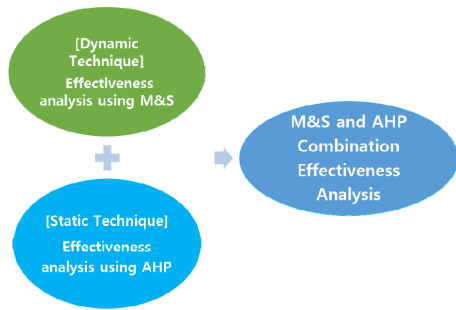 [Dynamic
Technique]
Effectiveness
analysis using M&S
[Static Technique]
Effectiveness
analysis using AHP
M&S and AHP
Combination
Effectiveness
Analysis